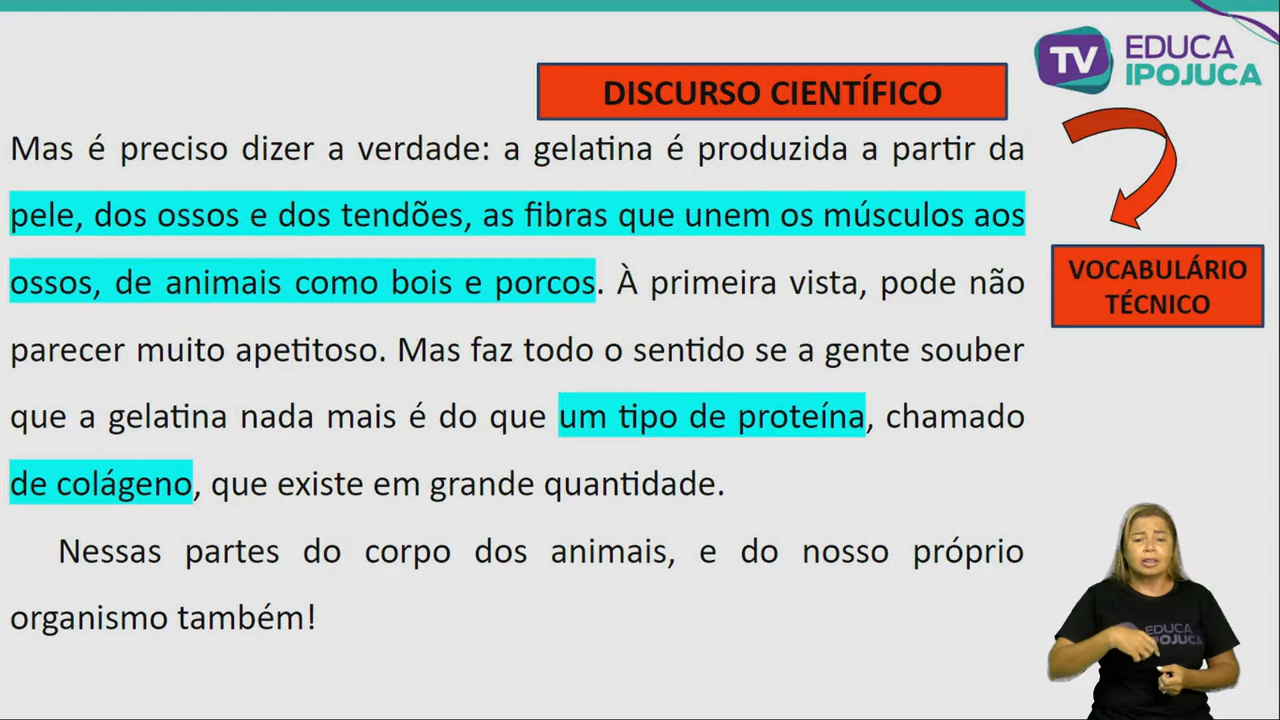 TV EDUCA
IPOJUCA
DISCURSO CIENTÍFICO
Mas é preciso dizer a verdade: a gelatina é produzida a partir da
pele, dos ossos e dos tendões, as fibras que unem os músculos aos
ossos, de animais como bois e porcos. À primeira vista, pode não
parecer muito apetitoso. Mas faz todo o sentido se a gente souber
que a gelatina nada mais é do que um tipo de proteína, chamado
de colágeno, que existe em grande quantidade.
Nessas partes do corpo dos animais, e do nosso próprio
organismo também!
VOCABULÁRIO
TÉCNICO
EDUCA
IPOJUCA